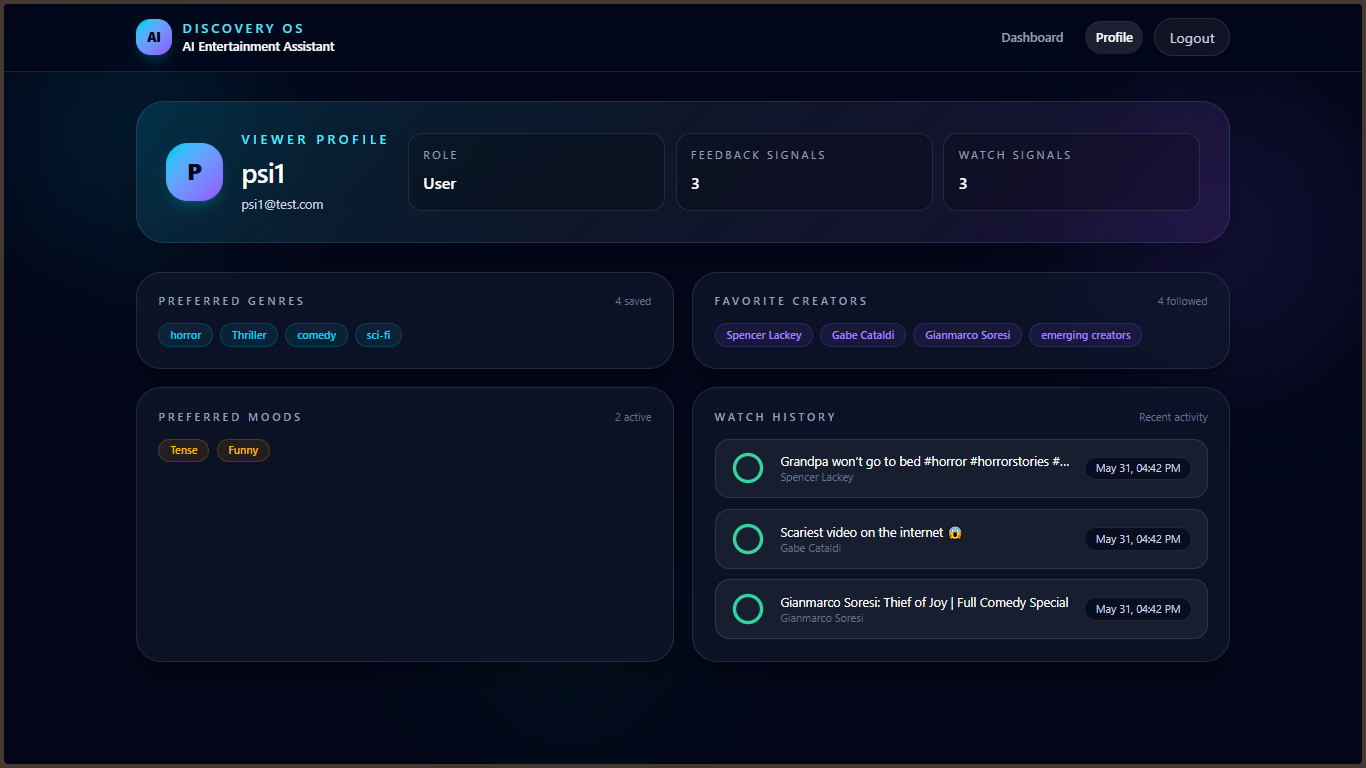 AI
DISCOVERY OS
AI Entertainment Assistant
Dashboard
Profile
Logout
P
VIEWER PROFILE
psi1
psi1@test.com
ROLE
User
FEEDBACK SIGNALS
3
WATCH SIGNALS
3
PREFERRED GENRES
4 saved
horror
Thriller
comedy
sci-fi
FAVORITE CREATORS
4 followed
Spencer Lackey
Gabe Cataldi
Gianmarco Soresi
emerging creators
PREFERRED MOODS
2 active
Tense
Funny
WATCH HISTORY
Recent activity
Grandpa won't go to bed #horror #horrorstories #...
Spencer Lackey
May 31, 04:42 PM
Scariest video on the internet 😱
Gabe Cataldi
May 31, 04:42 PM
Gianmarco Soresi: Thief of Joy | Full Comedy Special
Gianmarco Soresi
May 31, 04:42 PM